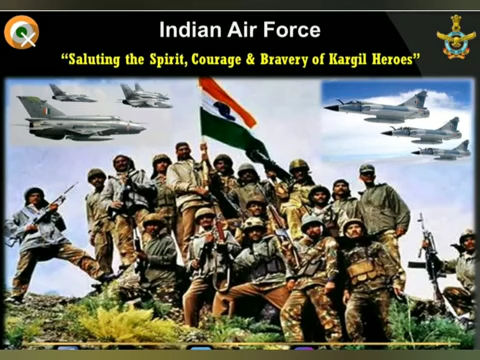 Indian Air Force
“Saluting the Spirit, Courage & Bravery of Kargil Heroes”